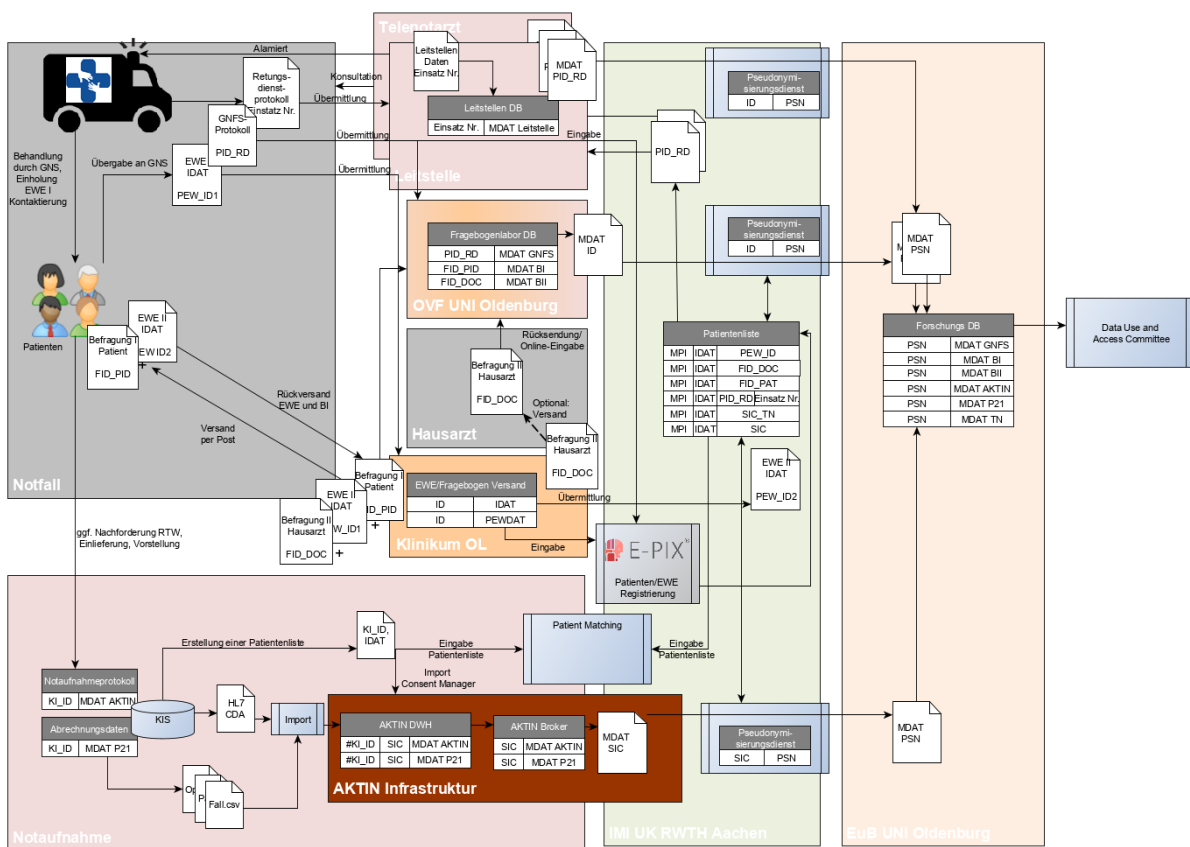 Telenotarzt
Alamiert
Konsultation
Leitstellen
Daten
Einsatz Nr.
MDAT
PID_RD
Leitstellen DB
Einsatz Nr.
MDAT Leitstelle
Leitstelle
Retungs-
dienst-
protokoll
Einstatz Nr.
Übermittlung
GNFS-
Protokoll
PID_RD
Übermittlung
Eingabe
EWE
IDAT
PEW_ID1
Übermittlung
Übergabe an GNS
Behandlung
durch GNS,
Einholung
EWE I
Kontaktierung
Patienten
EWE II
IDAT
EW ID2
Befragung I
Patient
FID_PID
+
Rückversand
EWE und BI
Versand
per Post
Notfall
PID_RD
Pseudonymi-
sierungsdienst
ID
PSN
Pseudonymi-
sierungsdienst
ID
PSN
Fragebogenlabor DB
PID_RD
MDAT GNFS
FID_PID
MDAT BI
FID_DOC
MDAT BII
OVF UNI Oldenburg
MDAT
ID
MDAT
PSN
Rücksendung/
Online-Eingabe
Befragung II
Hausarzt
FID_DOC
Optional:
Versand
Hausarzt
Befragung II
Hausarzt
FID_DOC
Patientenliste
MPI
IDAT
PEW_ID
MPI
IDAT
FID_DOC
MPI
IDAT
FID_PAT
MPI
IDAT
PID_RD
Einsatz Nr.
MPI
IDAT
SIC_TN
MPI
IDAT
SIC
Forschungs DB
PSN
MDAT GNFS
PSN
MDAT BI
PSN
MDAT BII
PSN
MDAT AKTIN
PSN
MDAT P21
PSN
MDAT TN
Data Use and
Access Committee
Befragung I
Patient
ID_PID
+
EWE II
IDAT
W_ID1
Befragung II
Hausarzt
FID_DOC
+
EWE/Fragebogen Versand
ID
IDAT
ID
PEWDAT
Klinikum OL
Übermittlung
EWE II
IDAT
PEW_ID2
Eingabe
E-PIX
Patienten/EWE
Registrierung
ggf. Nachforderung RTW,
Einlieferung, Vorstellung
Erstellung einer Patientenliste
KI_ID,
IDAT
Eingabe
Patientenliste
Patient Matching
Eingabe
Patientenliste
Import
Consent Manager
Notaufnahmeprotokoll
KI_ID
MDAT AKTIN
Abrechnungsdaten
KI_ID
MDAT P21
KIS
HL7
CDA
Import
Op
P
Fall.csv
AKTIN DWH
#KI_ID
SIC
MDAT AKTIN
#KI_ID
SIC
MDAT P21
AKTIN Broker
SIC
MDAT AKTIN
SIC
MDAT P21
MDAT
SIC
AKTIN Infrastruktur
Pseudonymi-
sierungsdienst
SIC
PSN
MDAT
PSN
Notaufnahme
IMI UK RWTH Aachen
EuB UNI Oldenburg